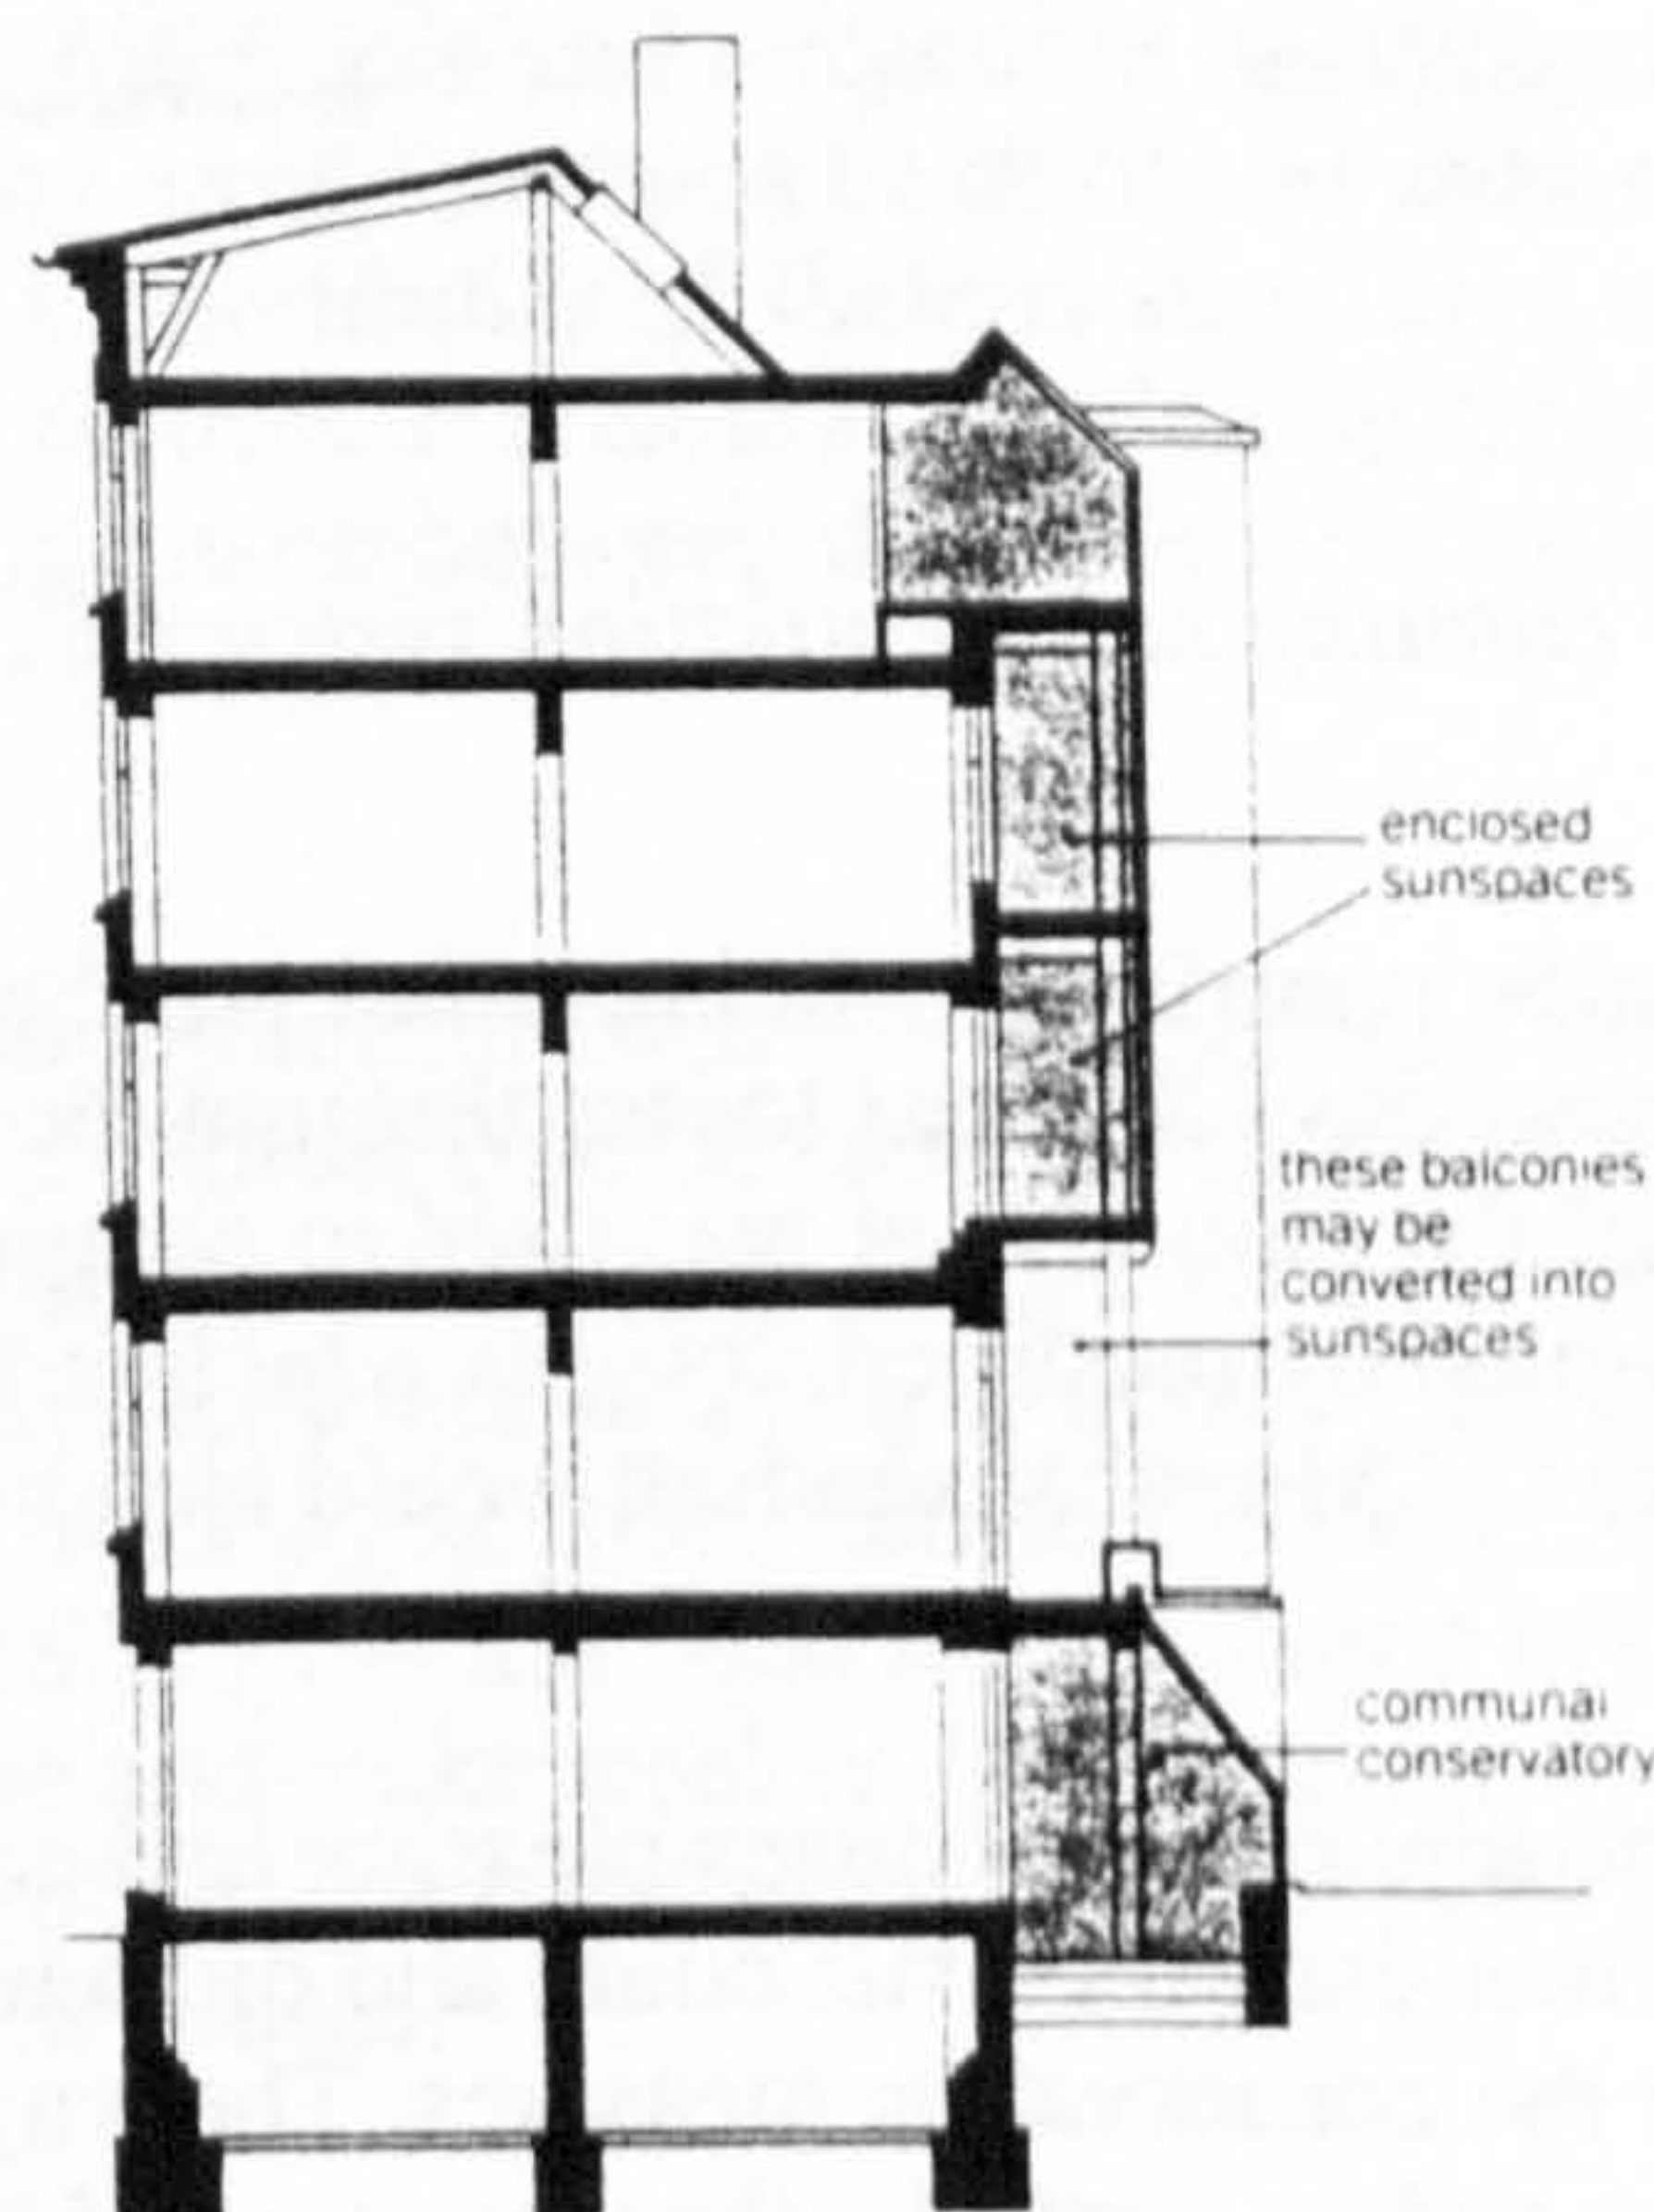 enclosed
sunspaces
these balconies
may be
converted into
sunspaces
communal
conservatory